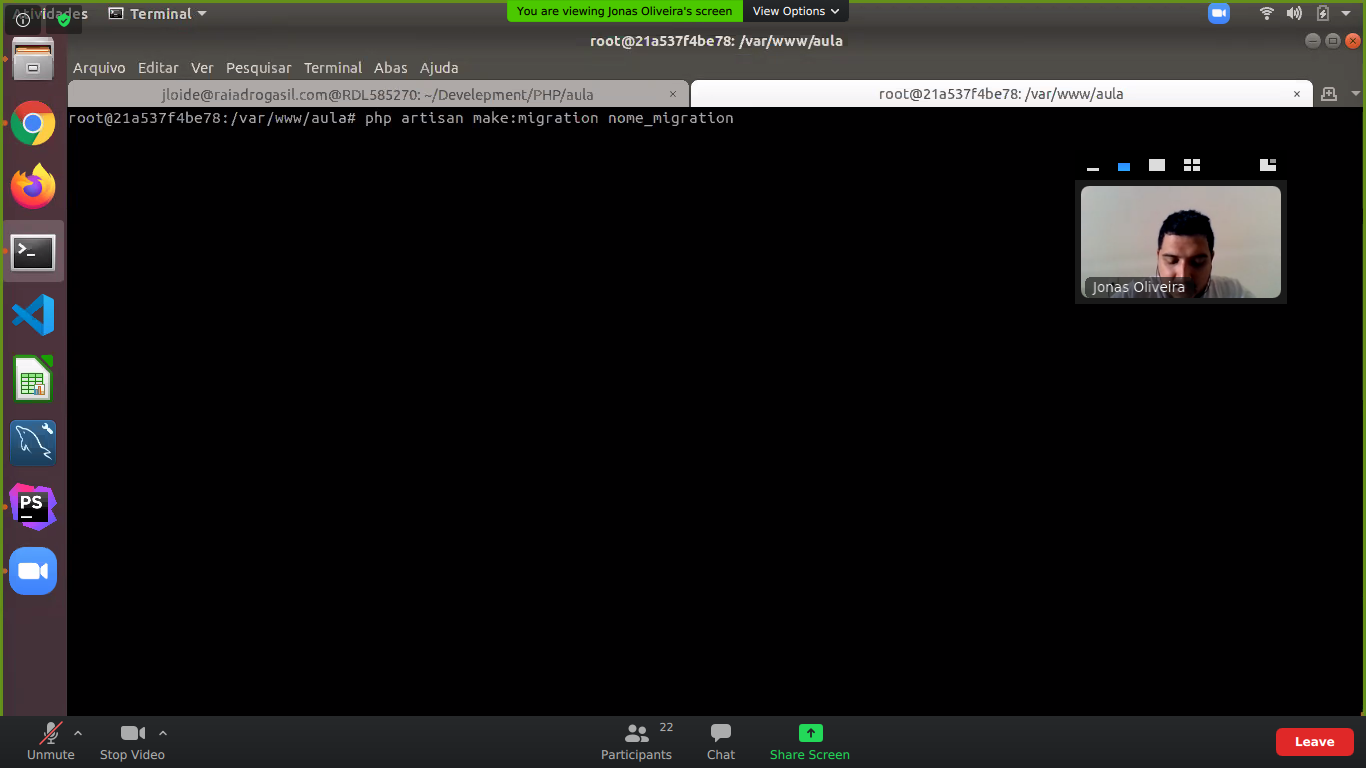 Atividades
Terminal
You are viewing Jonas Oliveira's screen
View Options
root@21a537f4be78: /var/www/aula
Arquivo Editar Ver Pesquisar Terminal Abas Ajuda
jloide@raiadrogasil.com@RDL585270: ~/Develepment/PHP/aula ×
root@21a537f4be78: /var/www/aula ×
root@21a537f4be78:/var/www/aula# php artisan make:migration nome_migration
Jonas Oliveira
PS
Unmute
Stop Video
Participants 22
Chat
Share Screen
Leave